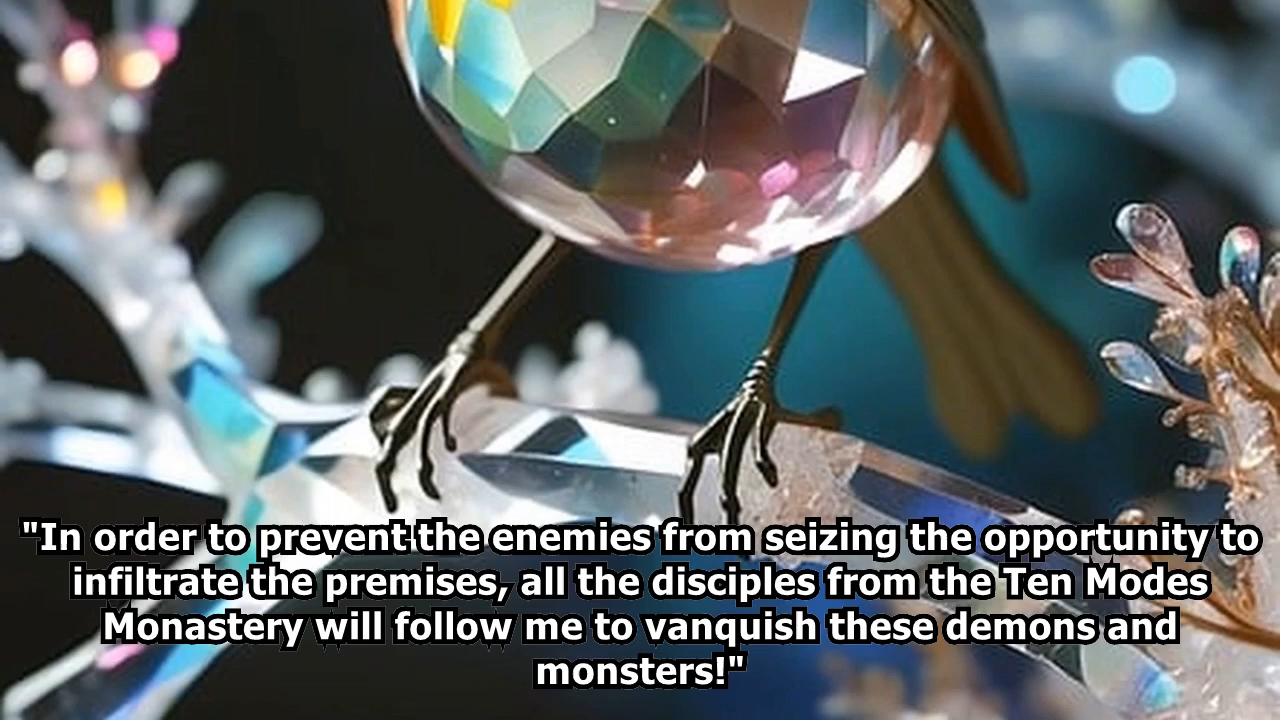 "In order to prevent the enemies from seizing the opportunity to
infiltrate the premises, all the disciples from the Ten Modes
Monastery will follow me to vanquish these demons and
monsters!"